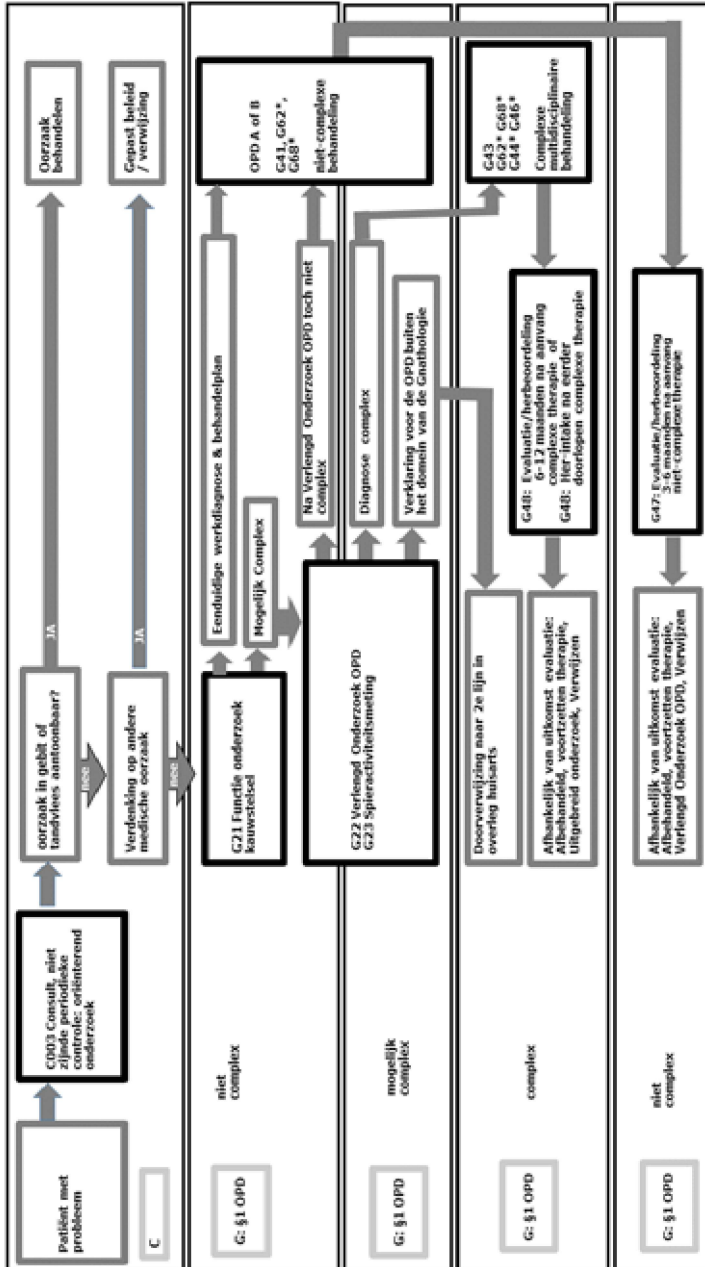 Patiënt met
probleem
C
C003 Consult, niet
zijnde periodieke
controle: oriënterend
onderzoek
oorzaak in gebit of
tandvlees aantoonbaar?
JA
Oorzaak
behandelen
nee
Verdenking op andere
medische oorzaak
JA
Gepast beleid
/ verwijzing
nee
G: §1 OPD
niet
complex
G21 Functie onderzoek
kauwstelsel
Eenduidige werkdiagnose & behandelplan
Mogelijk Complex
OPD A of B
G41, G62*,
G68*
niet-complexe
behandeling
Na Verlengd Onderzoek OPD toch niet
complex
G: §1 OPD
mogelijk
complex
G22 Verlengd Onderzoek OPD
G23 Spieractiviteitsmeting
Diagnose complex
Verklaring voor de OPD buiten
het domein van de Gnathologie
G: §1 OPD
complex
Doorverwijzing naar 2e lijn in
overleg huisarts
Afhankelijk van uitkomst evaluatie:
Afbehandeld, voortzetten therapie,
Uitgebreid onderzoek, Verwijzen
G48: Evaluatie/herbeoordeling
6-12 maanden na aanvang
complexe therapie of
G48: Her-intake na eerder
doorlopen complexe therapie
G43
G62* G68*
G44* G46*
Complexe
multidisciplinaire
behandeling
G: §1 OPD
niet
complex
Afhankelijk van uitkomst evaluatie:
Afbehandeld, voortzetten therapie,
Verlengd Onderzoek OPD, Verwijzen
G47: Evaluatie/herbeoordeling
3-6 maanden na aanvang
niet-complexe therapie